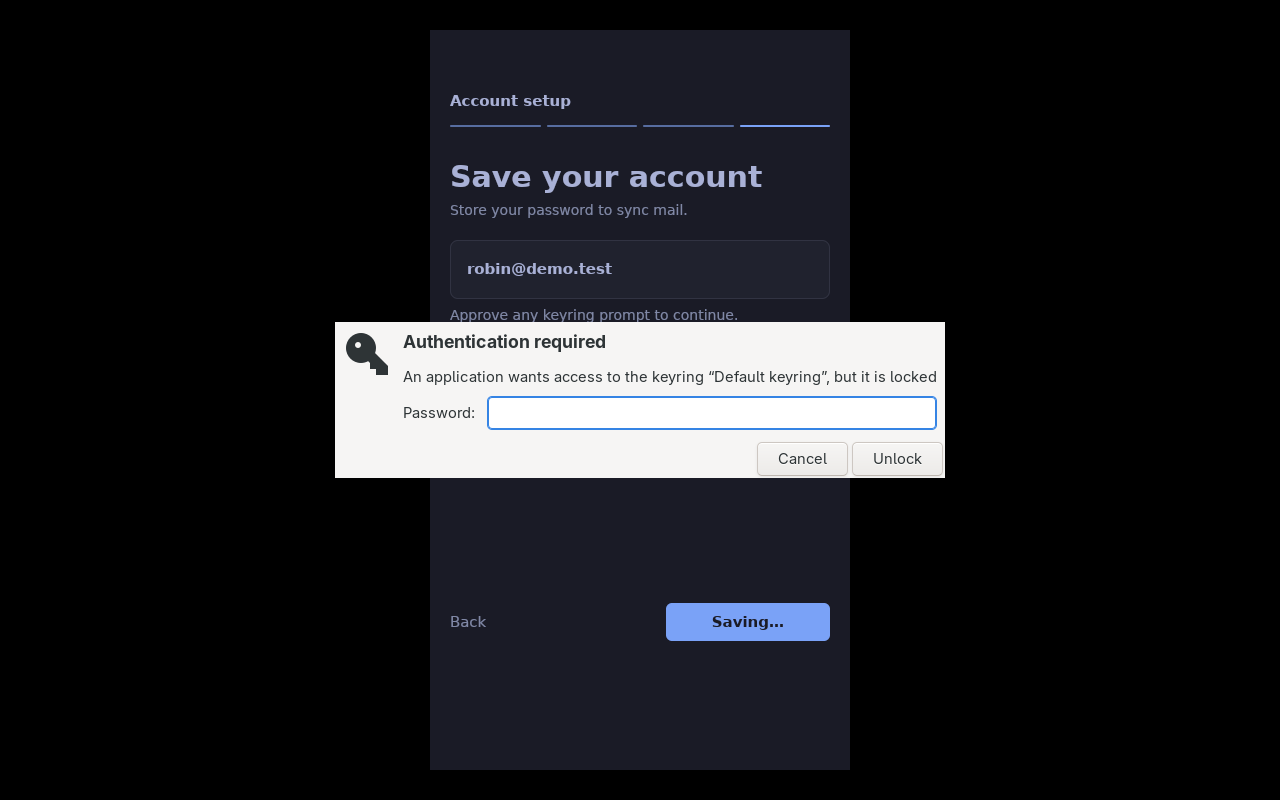 Account setup
Save your account
Store your password to sync mail.
robin@demo.test
Approve any keyring prompt to continue.
Authentication required
An application wants access to the keyring “Default keyring”, but it is locked
Password:
Cancel Unlock
Back Saving...